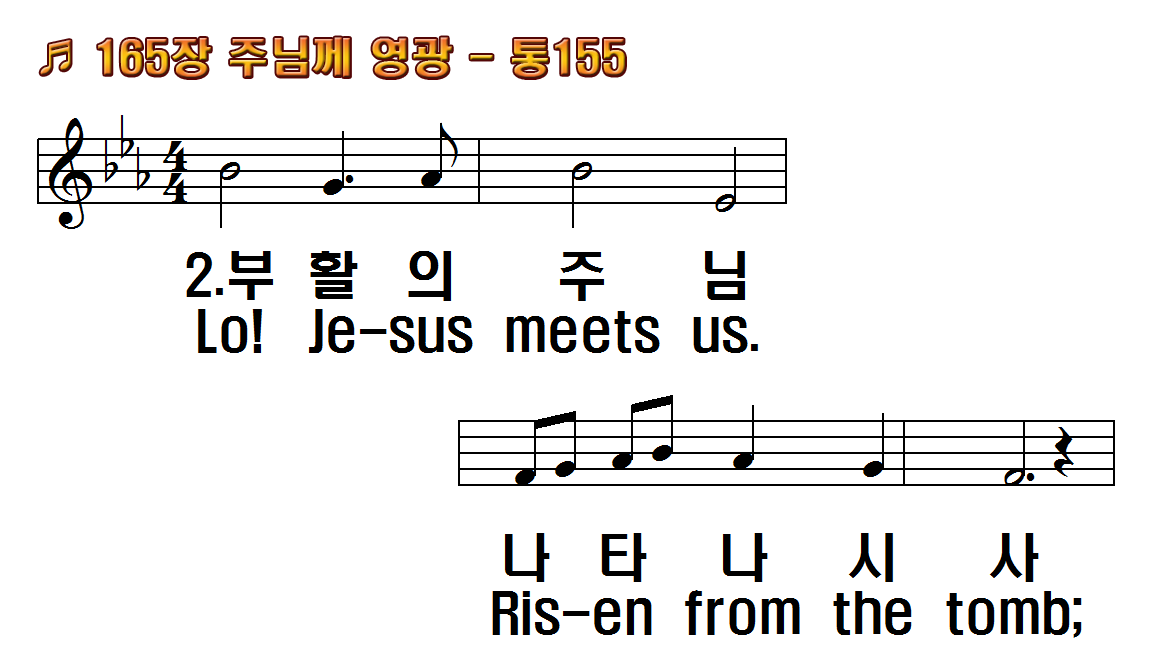 165장 주님께 영광 - 통155
2.부 활 의 주 님
Lo! Je-sus meets us.
나 타 나 시 사
Ris-en from the tomb;